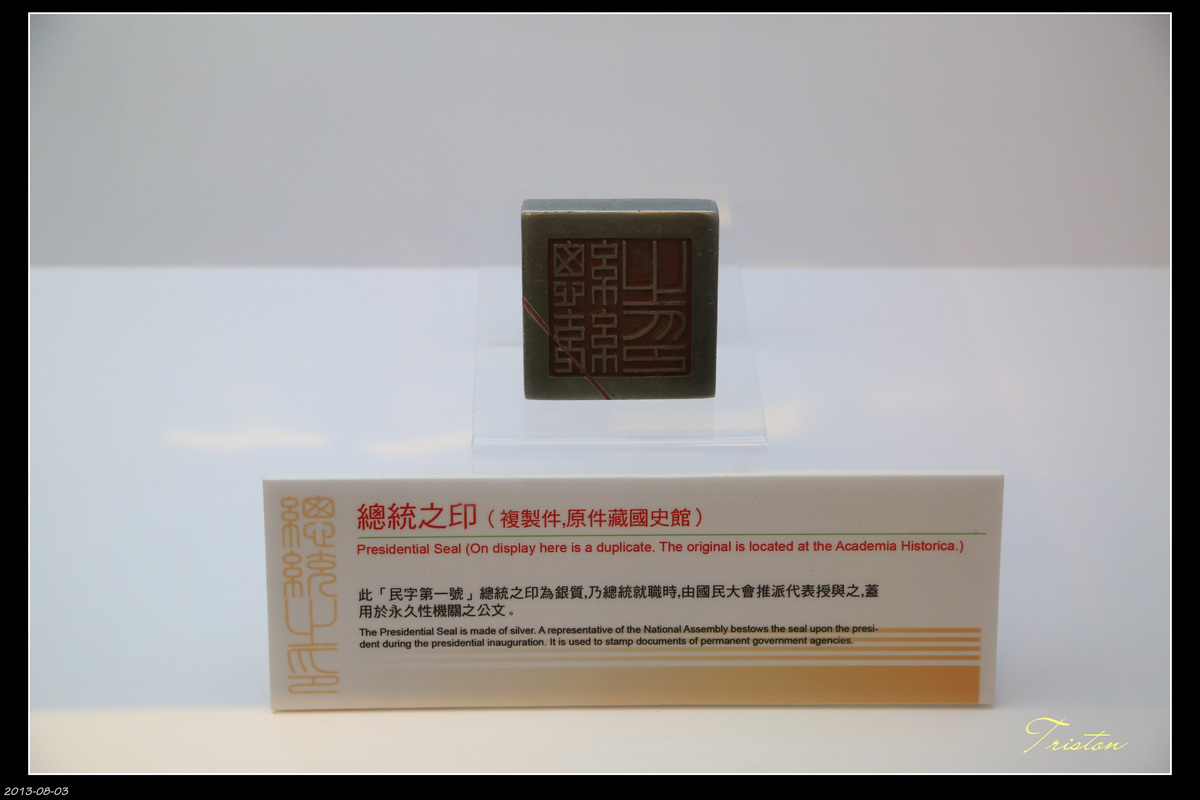 總統之印（複製件,原件藏國史館）
Presidential Seal (On display here is a duplicate. The original is located at the Academia Historica.)
此「民字第一號」總統之印為銀質,乃總統就職時,由國民大會推派代表授與之,蓋
用於永久性機關之公文。
The Presidential Seal is made of silver. A representative of the National Assembly bestows the seal upon the presi-
dent during the presidential inauguration. It is used to stamp documents of permanent government agencies.
總統之印
Triston
2013-08-03